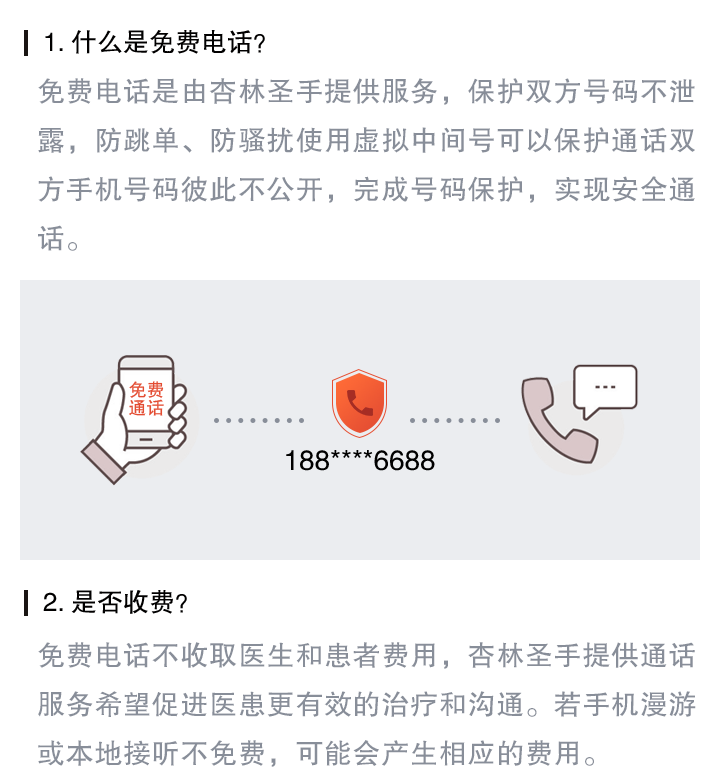 1. 什么是免费电话?
免费电话是由杏林圣手提供服务，保护双方号码不泄
露，防跳单、防骚扰使用虚拟中间号可以保护通话双
方手机号码彼此不公开，完成号码保护，实现安全通
话。
免费
通话
188****6688
2. 是否收费?
免费电话不收取医生和患者费用，杏林圣手提供通话
服务希望促进医患更有效的治疗和沟通。若手机漫游
或本地接听不免费，可能会产生相应的费用。